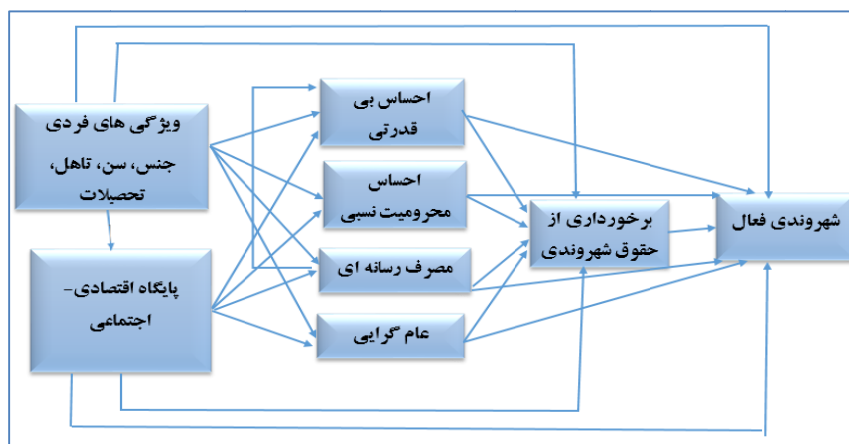 ویژگی های فردی
جنس، سن، تاهل،
تحصیلات
پایگاه اقتصادی-
اجتماعی
احساس بی
قدرتی
احساس
محرومیت نسبی
مصرف رسانه ای
عام گرایی
برخورداری از
حقوق شهروندی
شهروندی فعال